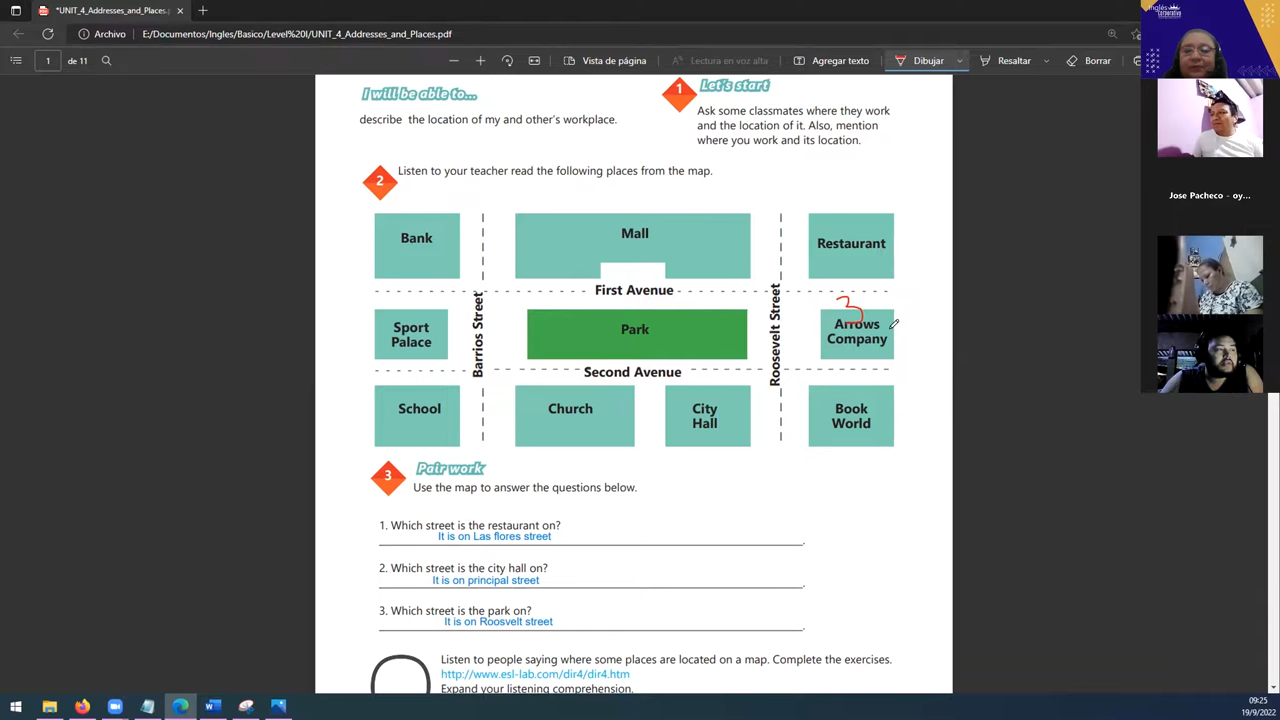 *UNIT_4_Addresses_and_Places.p
Archivo
E:/Documentos/Ingles/Basico/Level%20I/UNIT_4_Addresses_and_Places.pdf
1
de 11
Vista de página
Lectura en voz alta
Agregar texto
Dibujar
Resaltar
Borrar
I will be able to...
describe the location of my and other's workplace.
1
Let's start
Ask some classmates where they work
and the location of it. Also, mention
where you work and its location.
2
Listen to your teacher read the following places from the map.
Bank
Mall
Restaurant
First Avenue
3
Sport
Palace
Barrios Street
Park
Roosevelt Street
Arrows
Company
Second Avenue
School
Church
City
Hall
Book
World
3
Pair work
Use the map to answer the questions below.
1. Which street is the restaurant on?
It is on Las flores street
2. Which street is the city hall on?
It is on principal street
3. Which street is the park on?
It is on Roosvelt street
Listen to people saying where some places are located on a map. Complete the exercises.
http://www.esl-lab.com/dir4/dir4.htm
Expand your listening comprehension.
Inglés
corporativo
Jose Pacheco - oy...
09:25
19/9/2022